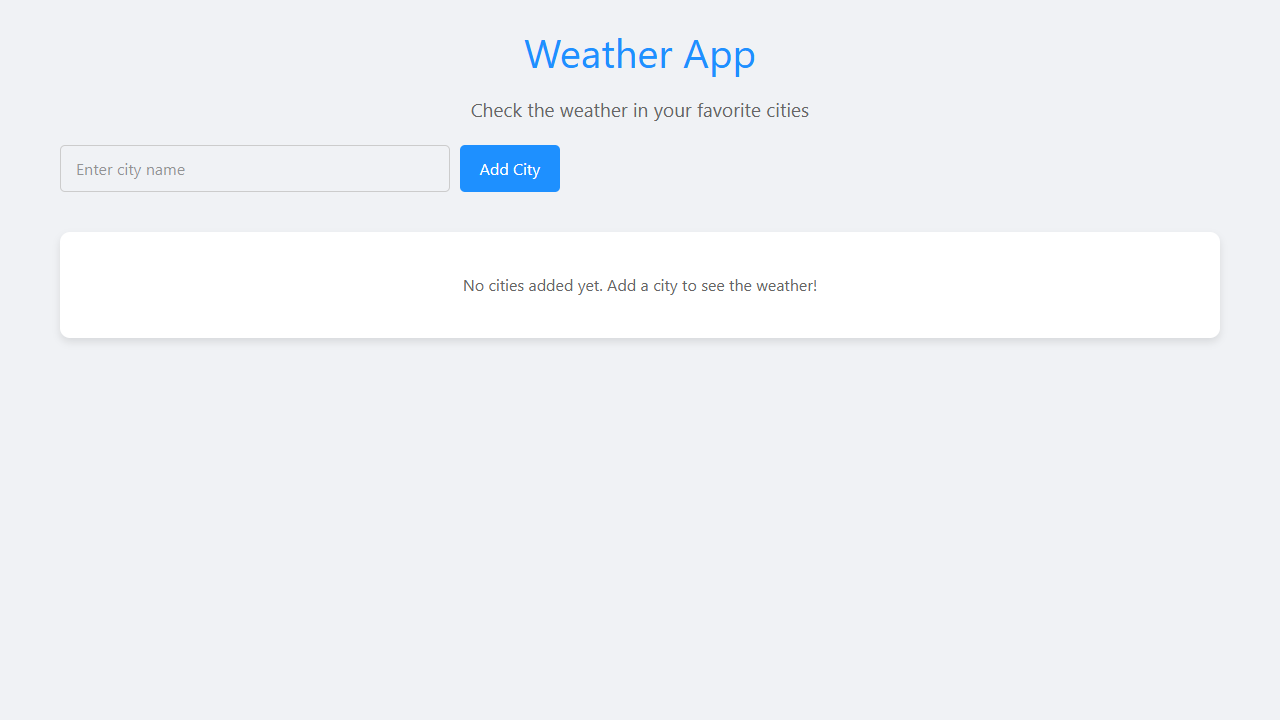 Weather App
Check the weather in your favorite cities
Enter city name
Add City
No cities added yet. Add a city to see the weather!